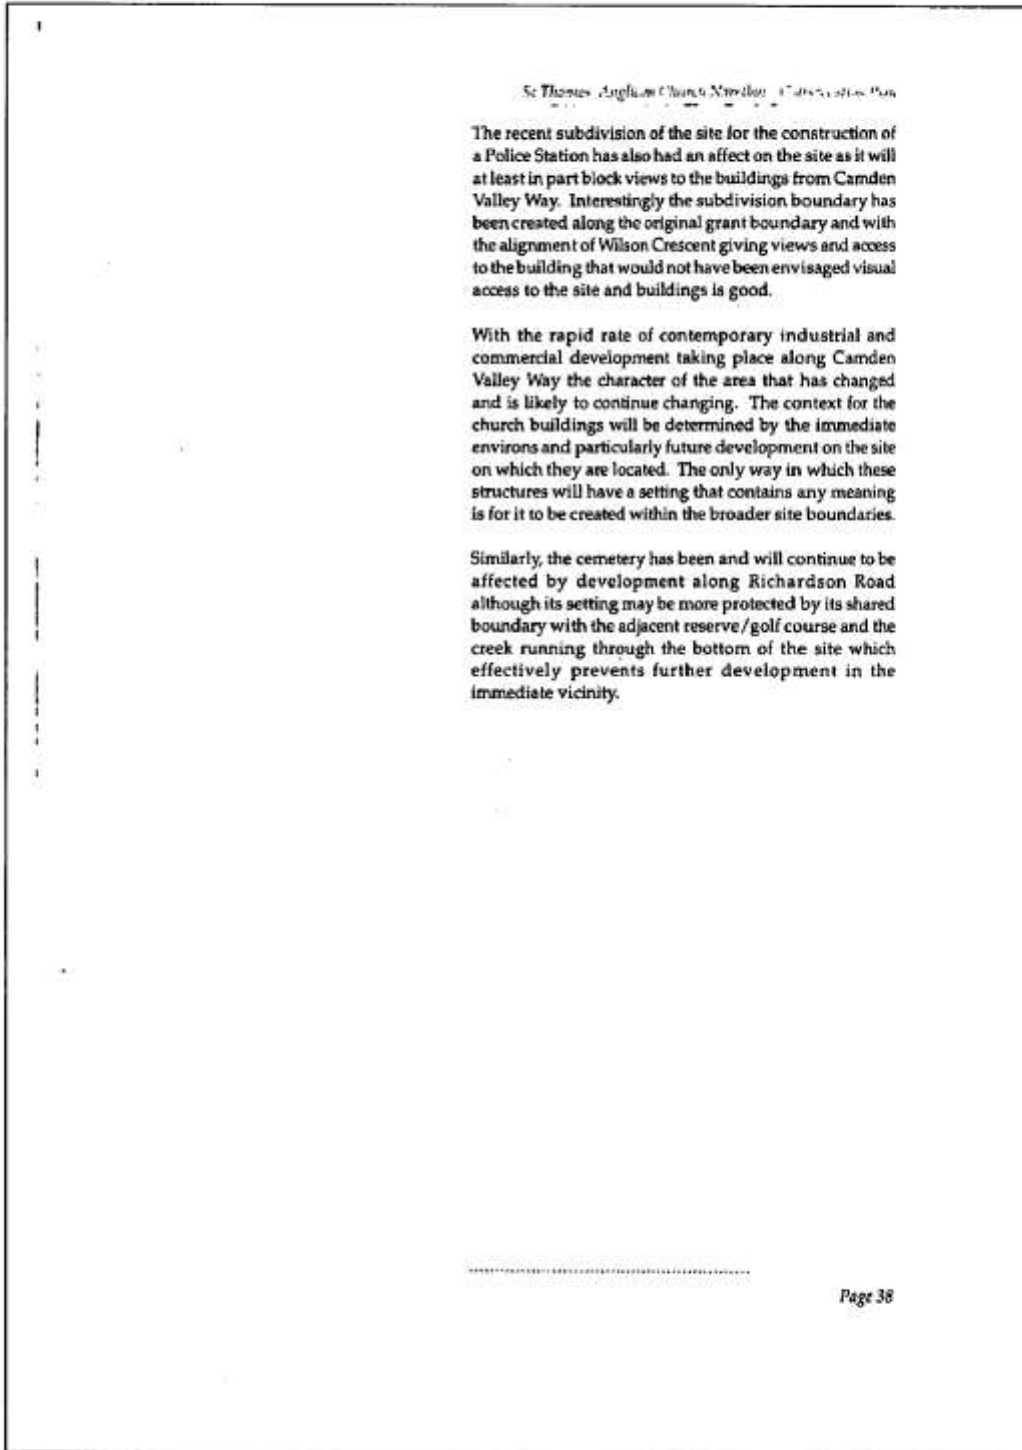 St Thomas Anglican Church Narellan
The recent subdivision of the site for the construction of
a Police Station has also had an affect on the site as it will
at least in part block views to the buildings from Camden
Valley Way. Interestingly the subdivision boundary has
been created along the original grant boundary and with
the alignment of Wilson Crescent giving views and access
to the building that would not have been envisaged visual
access to the site and buildings is good.
With the rapid rate of contemporary industrial and
commercial development taking place along Camden
Valley Way the character of the area that has changed
and is likely to continue changing. The context for the
church buildings will be determined by the immediate
environs and particularly future development on the site
on which they are located. The only way in which these
structures will have a setting that contains any meaning
is for it to be created within the broader site boundaries.
Similarly, the cemetery has been and will continue to be
affected by development along Richardson Road
although its setting may be more protected by its shared
boundary with the adjacent reserve/golf course and the
creek running through the bottom of the site which
effectively prevents further development in the
immediate vicinity.
Page 38